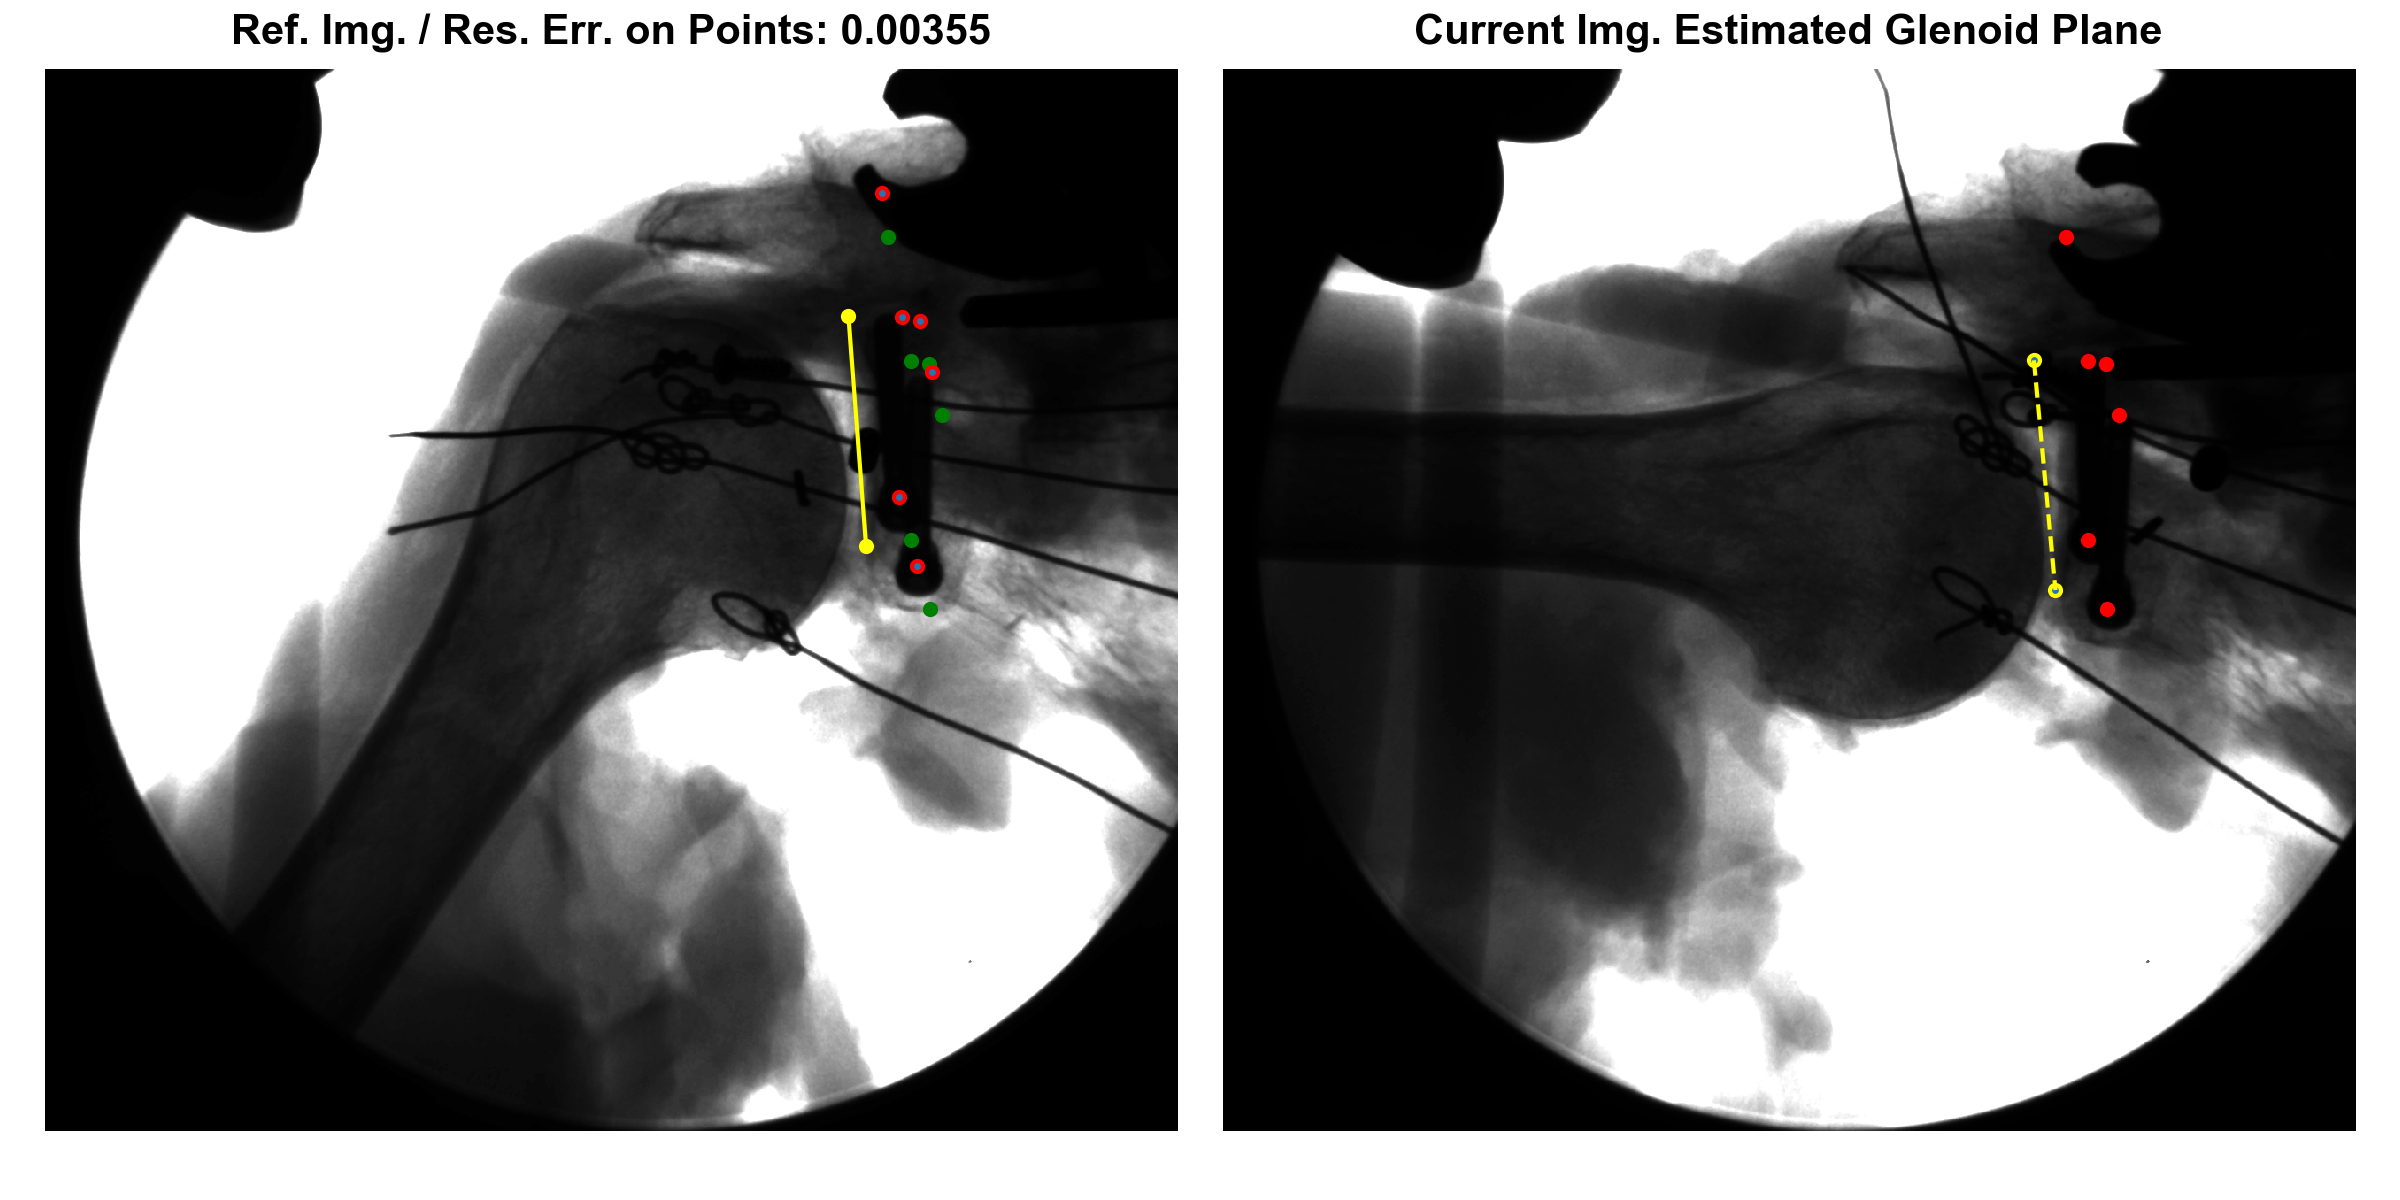 Ref. Img. / Res. Err. on Points: 0.00355
Current Img. Estimated Glenoid Plane